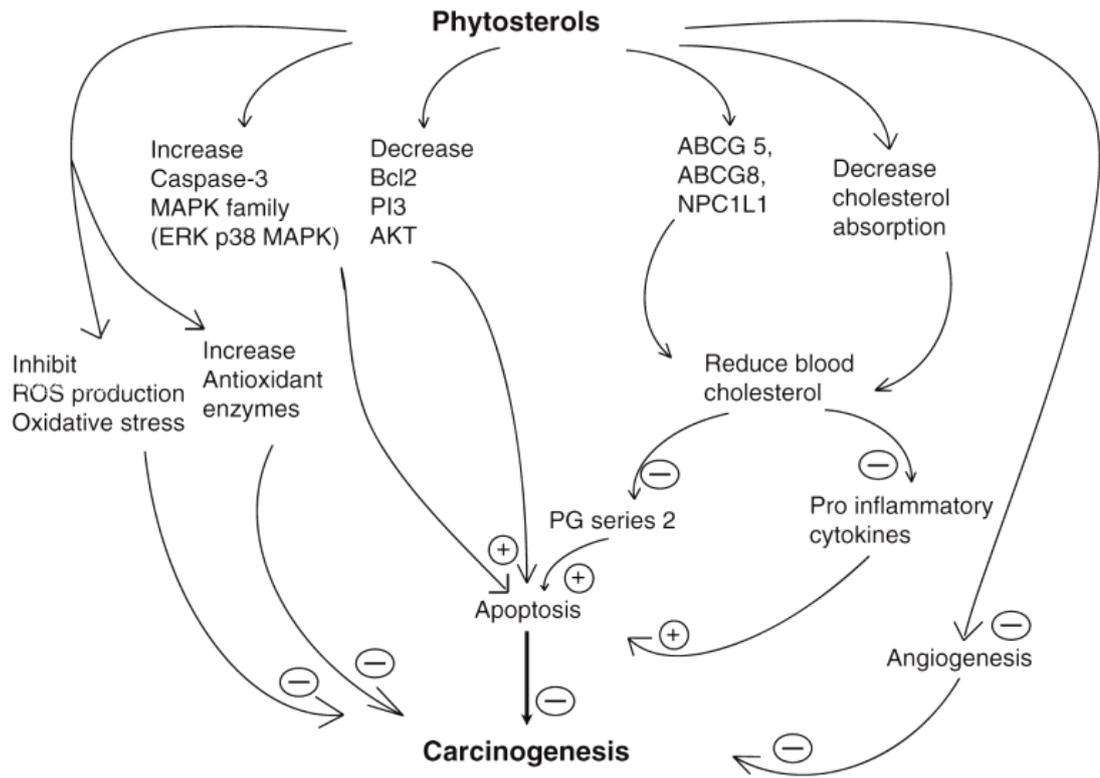 Phytosterols
Increase
Caspase-3
MAPK family
(ERK p38 MAPK)
Decrease
Bcl2
PI3
AKT
ABCG 5,
ABCG8,
NPC1L1
Decrease
cholesterol
absorption
Inhibit
ROS production
Oxidative stress
Increase
Antioxidant
enzymes
Reduce blood
cholesterol
−
−
PG series 2
Pro inflammatory
cytokines
+
+
Apoptosis
+
−
Angiogenesis
−
−
−
Carcinogenesis
−